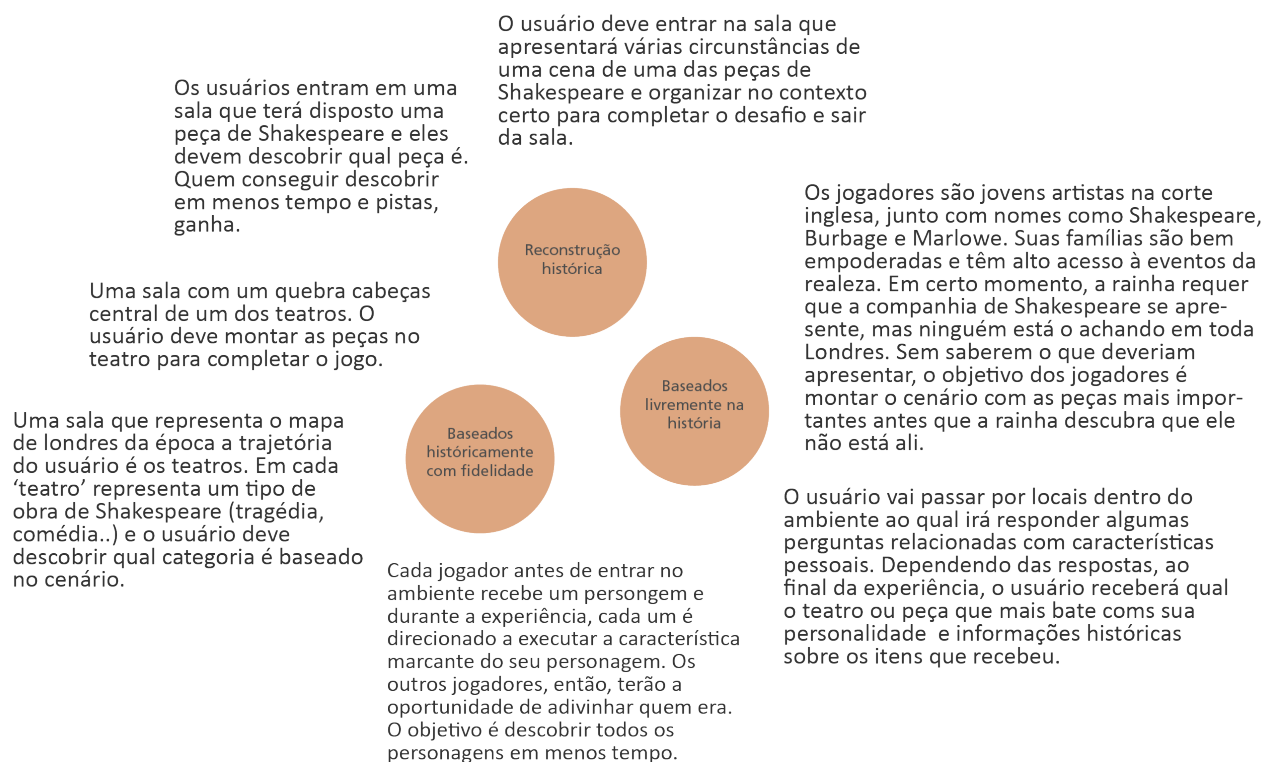 O usuário deve entrar na sala que
apresentará várias circunstâncias de
uma cena de uma das peças de
Shakespeare e organizar no contexto
certo para completar o desafio e sair
da sala.
Os usuários entram em uma
sala que terá disposto uma
peça de Shakespeare e eles
devem descobrir qual peça é.
Quem conseguir descobrir
em menos tempo e pistas,
ganha.
Os jogadores são jovens artistas na corte
inglesa, junto com nomes como Shakespeare,
Burbage e Marlowe. Suas famílias são bem
empoderadas e têm alto acesso à eventos da
realeza. Em certo momento, a rainha requer
que a companhia de Shakespeare se apre-
sente, mas ninguém está o achando em toda
Londres. Sem saberem o que deveriam
apresentar, o objetivo dos jogadores é
montar o cenário com as peças mais impor-
tantes antes que a rainha descubra que ele
não está ali.
Reconstrução
histórica
Uma sala com um quebra cabeças
central de um dos teatros. O
usuário deve montar as peças no
teatro para completar o jogo.
Baseados
livremente na
história
Baseados
históricamente
com fidelidade
Uma sala que representa o mapa
de londres da época a trajetória
do usuário é os teatros. Em cada
‘teatro’ representa um tipo de
obra de Shakespeare (tragédia,
comédia..) e o usuário deve
descobrir qual categoria é baseado
no cenário.
O usuário vai passar por locais dentro do
ambiente ao qual irá responder algumas
perguntas relacionadas com características
pessoais. Dependendo das respostas, ao
final da experiência, o usuário receberá qual
o teatro ou peça que mais bate coms sua
personalidade  e informações históricas
sobre os itens que recebeu.
Cada jogador antes de entrar no
ambiente recebe um persongem e
durante a experiência, cada um é
direcionado a executar a característica
marcante do seu personagem. Os
outros jogadores, então, terão a
oportunidade de adivinhar quem era.
O objetivo é descobrir todos os
personagens em menos tempo.